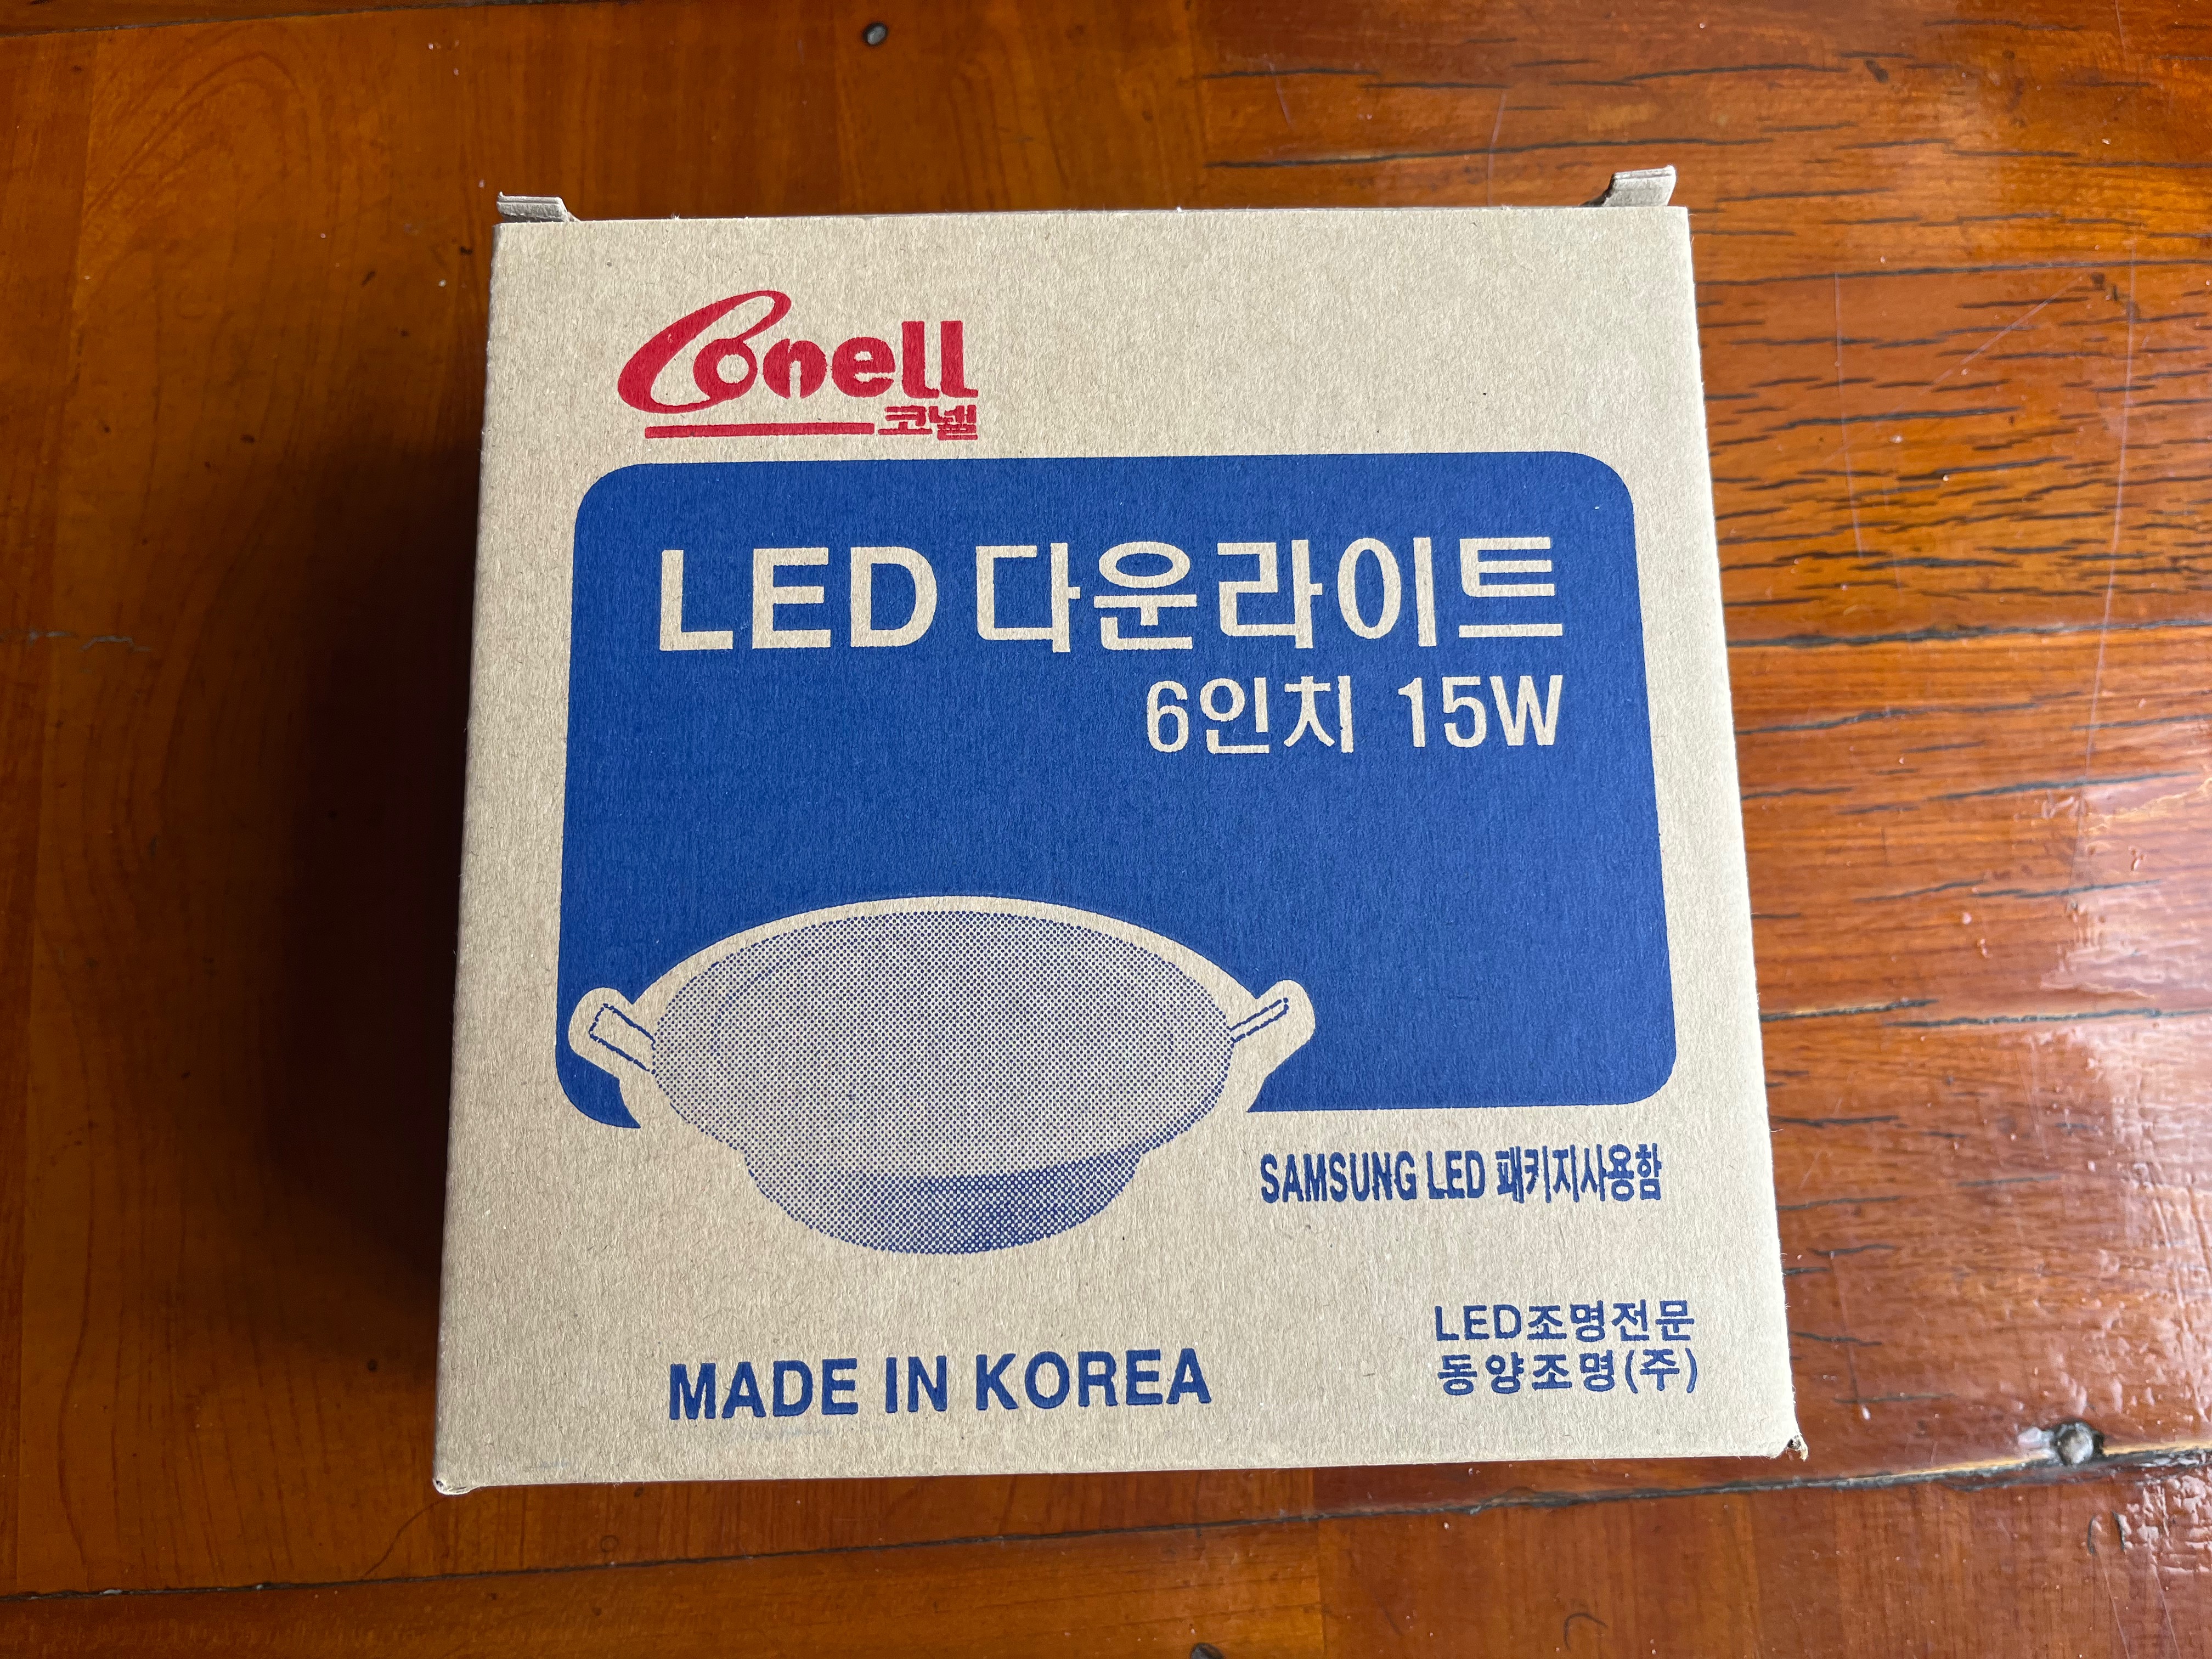 Conell
코넬
LED 다운라이트
6인치 15W
SAMSUNG LED 패키지사용함
MADE IN KOREA
LED조명전문
동양조명(주)